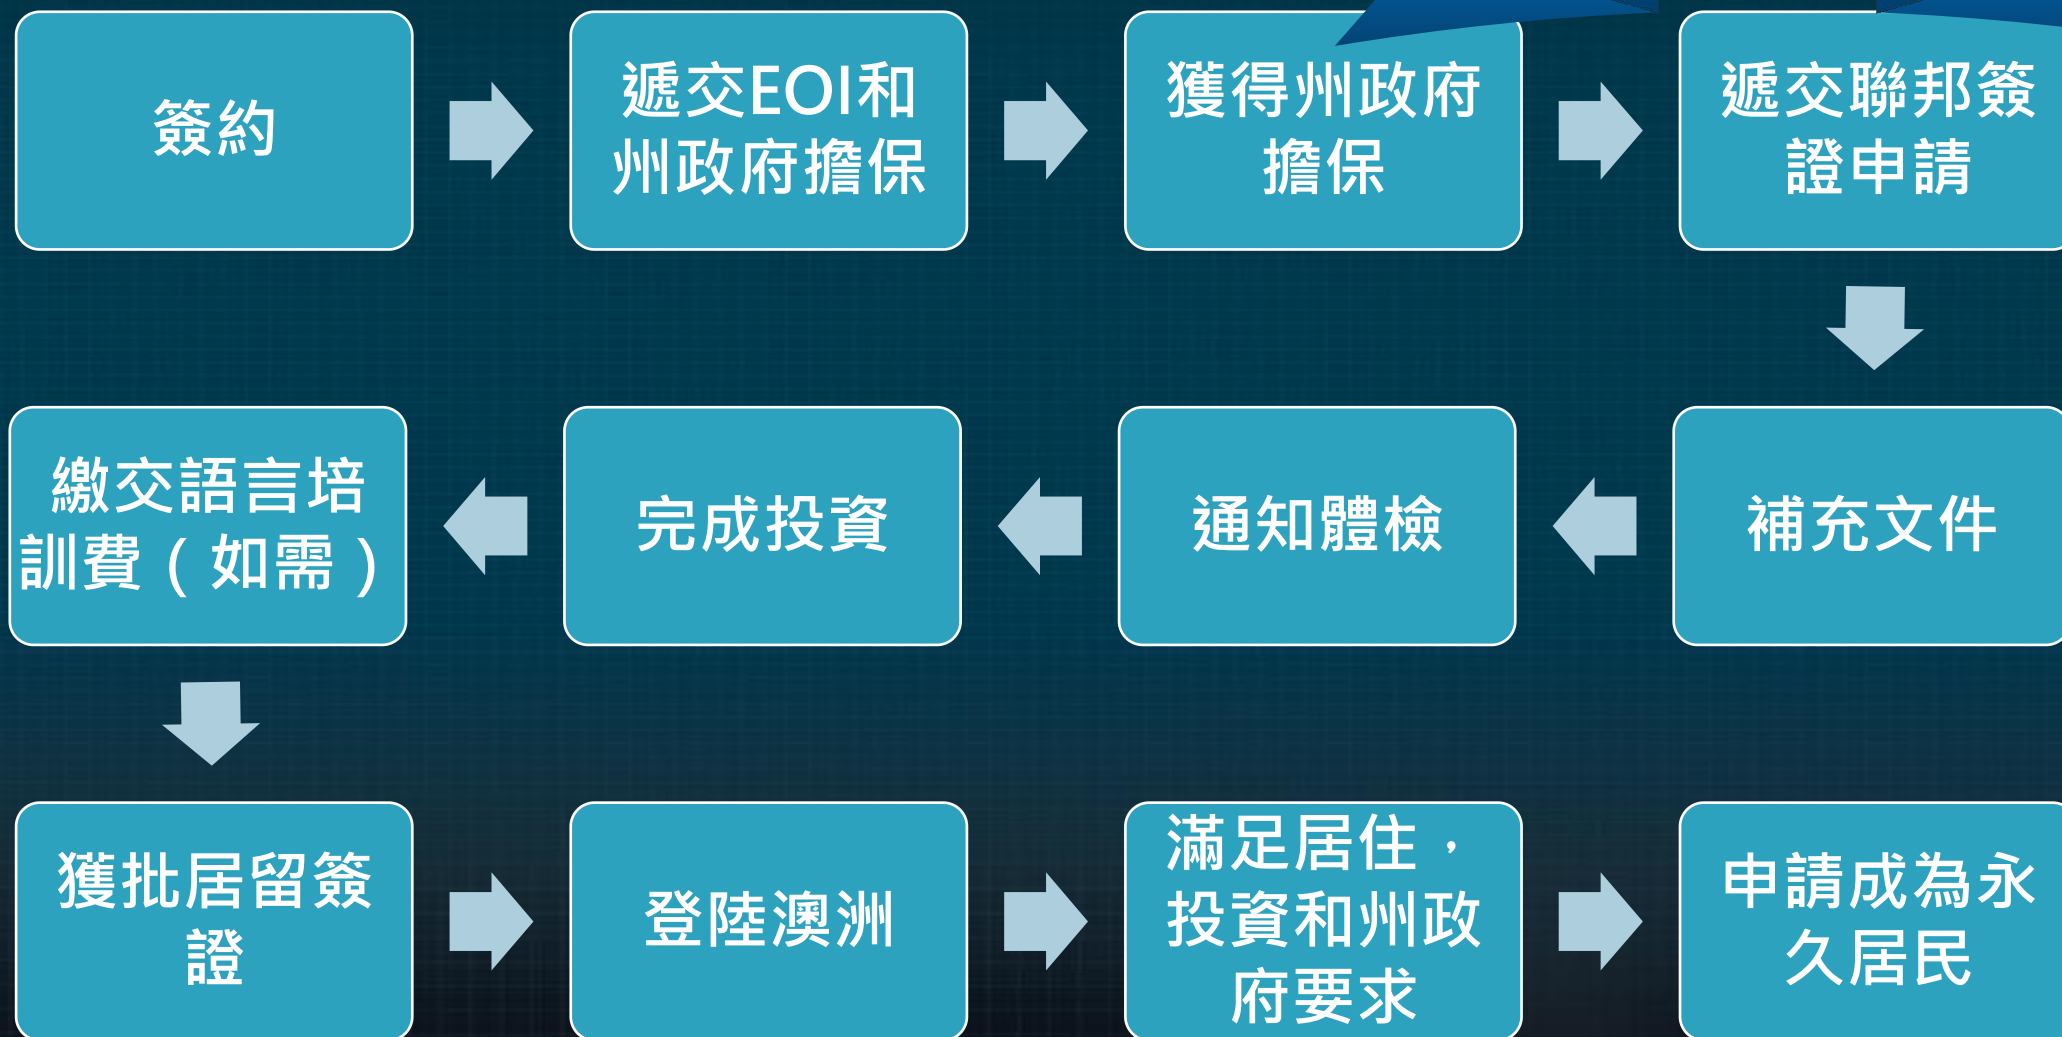 簽約
遞交EOI和
州政府擔保
獲得州政府
擔保
遞交聯邦簽
證申請
補充文件
通知體檢
完成投資
繳交語言培
訓費（如需）
獲批居留簽
證
登陸澳洲
滿足居住，
投資和州政
府要求
申請成為永
久居民